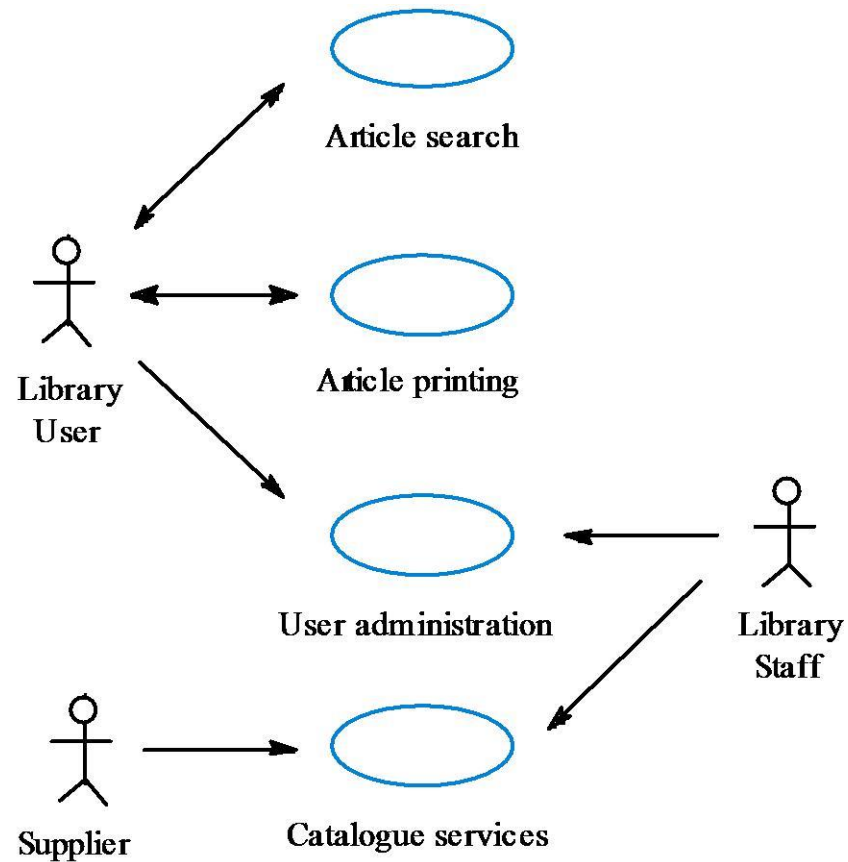 Article search
Article printing
Library
User
User administration
Library
Staff
Supplier
Catalogue services